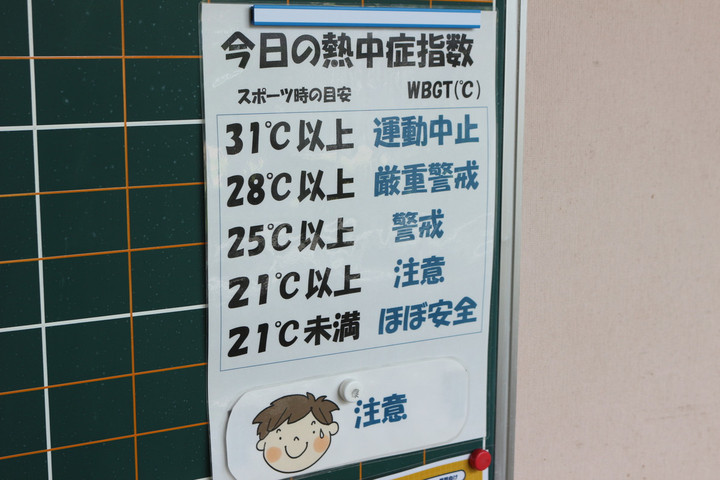 今日の熱中症指数
スポーツ時の目安 WBGT(℃)
31℃以上 運動中止
28℃以上 厳重警戒
25℃以上 警戒
21℃以上 注意
21℃未満 ほぼ安全
注意